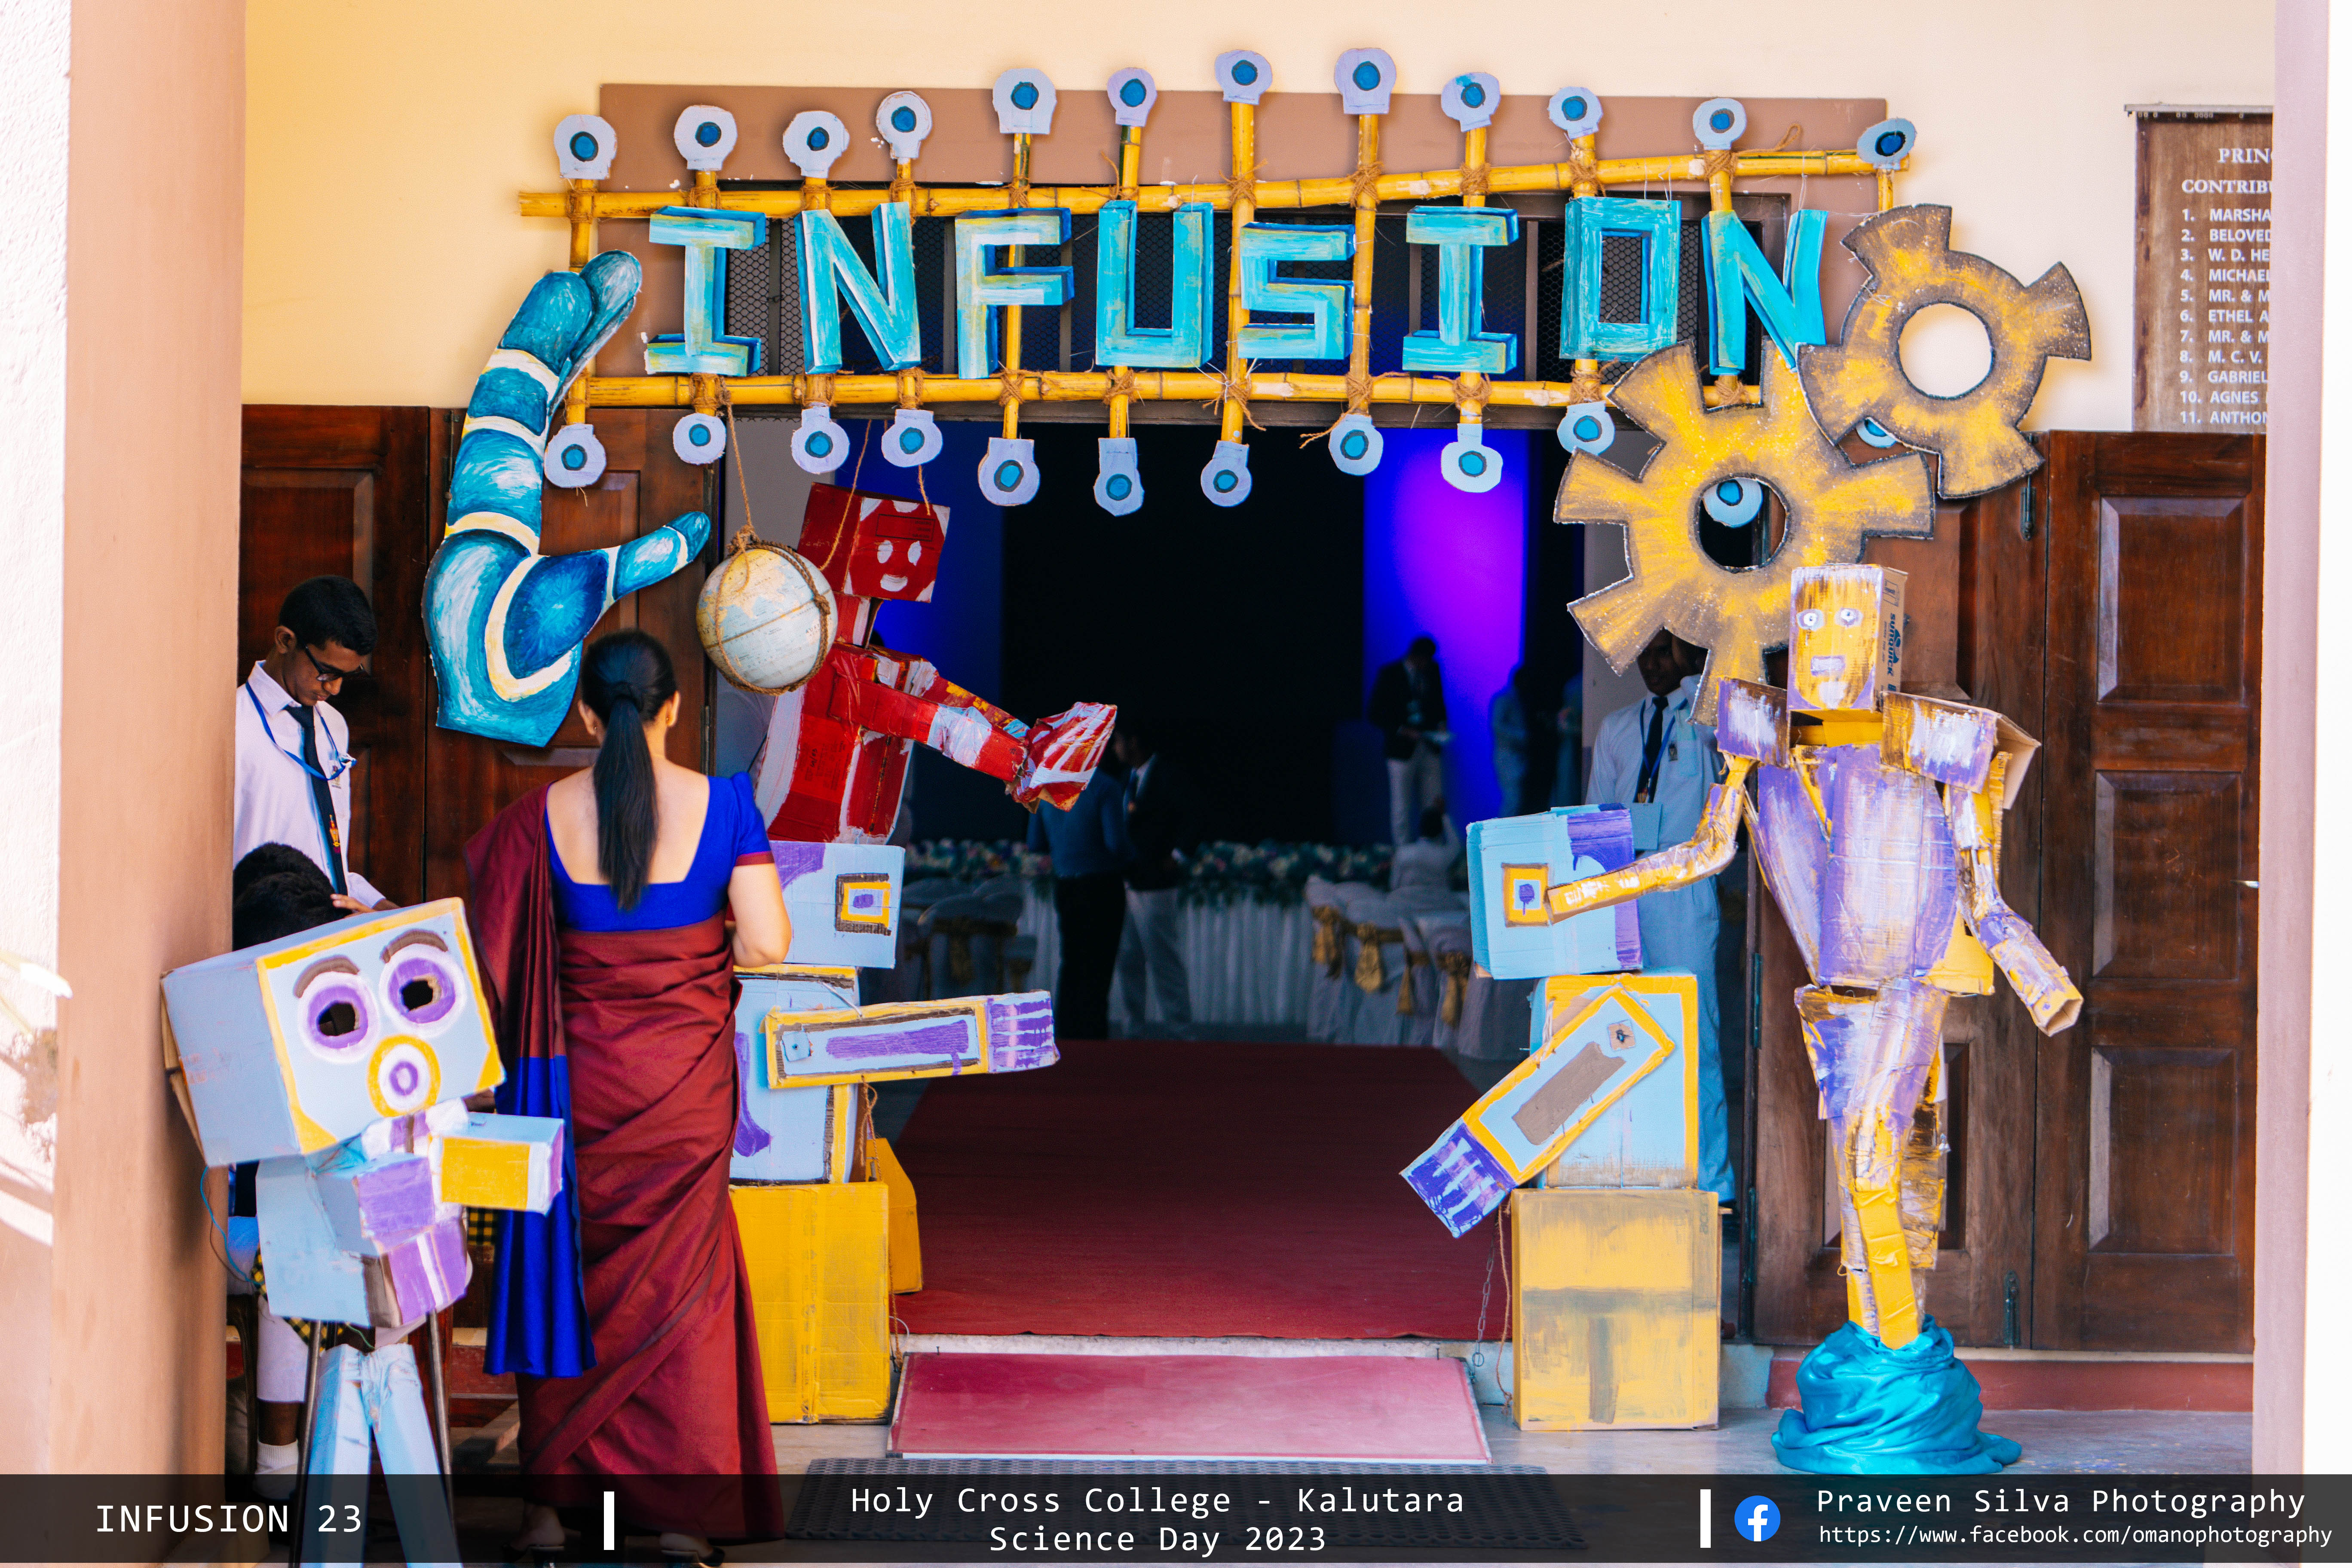 INFUSION
PRIN
CONTRIBU
1. MARSHA
2. BELOVED
3. W. D. HE
4. MICHAEL
5. MR. & M
6. ETHEL A
7. MR. & M
8. M. C. V.
9. GABRIEL
10. AGNES
11. ANTHON
SUNQUICK
INFUSION 23
Holy Cross College - Kalutara
Science Day 2023
Praveen Silva Photography
https://www.facebook.com/omanophotography